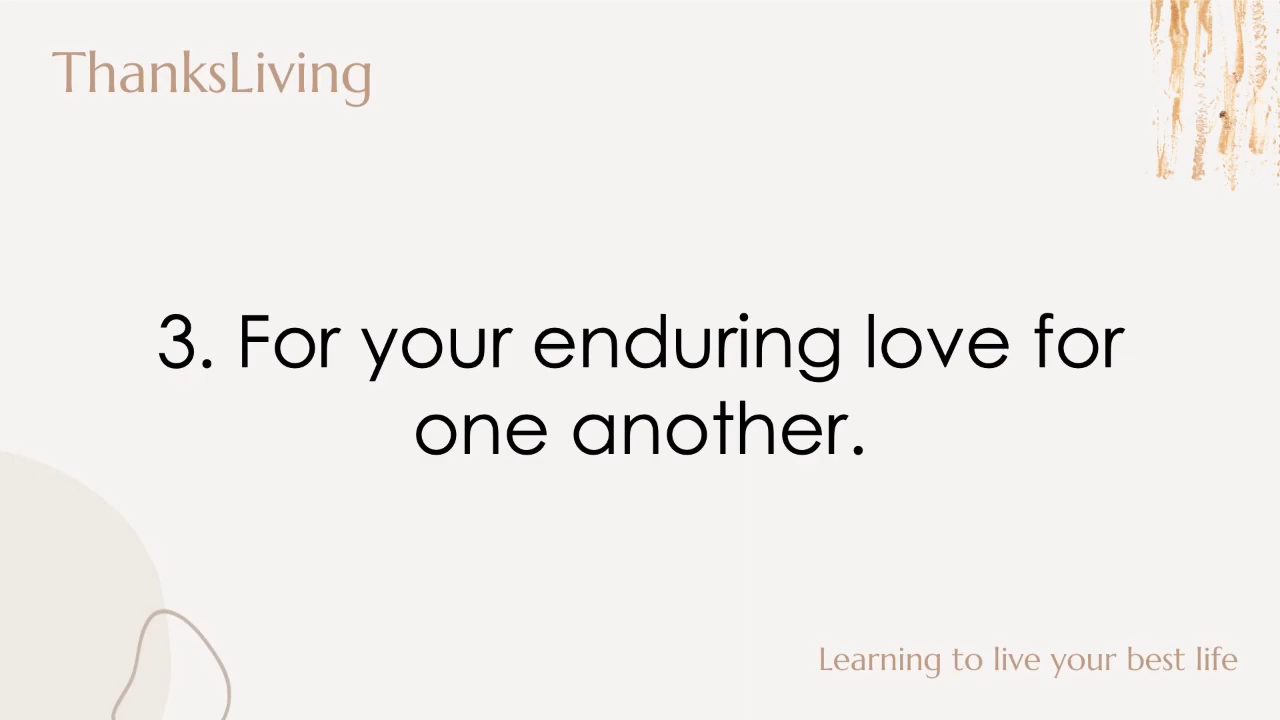 ThanksLiving
3. For your enduring love for
one another.
Learning to live your best life